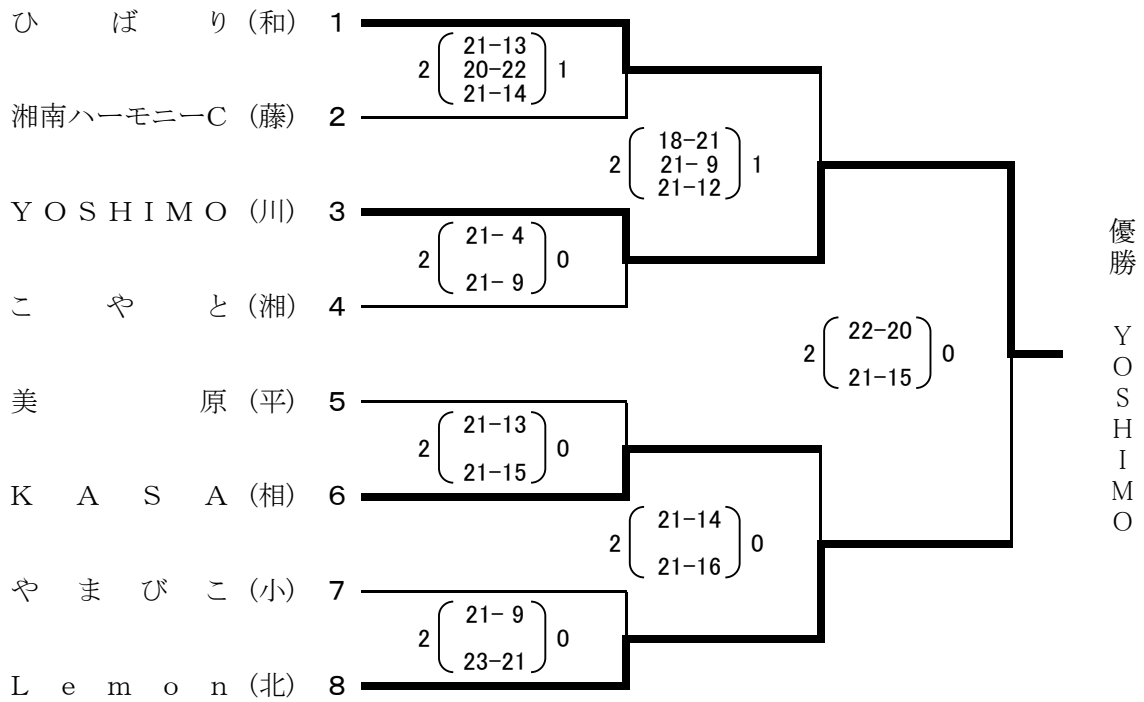 ひばり (和) 1
2 21-13 1
20-22
21-14
湘南ハーモニーC (藤) 2
2 18-21 1
21- 9
21-12
YOSHIMO (川) 3
2 21- 4 0
21- 9
こやと (湘) 4
2 22-20 0
21-15
美原 (平) 5
2 21-13 0
21-15
KASA (相) 6
2 21-14 0
21-16
やまびこ (小) 7
2 21- 9 0
23-21
Lemon (北) 8
優勝 YOSHIMO